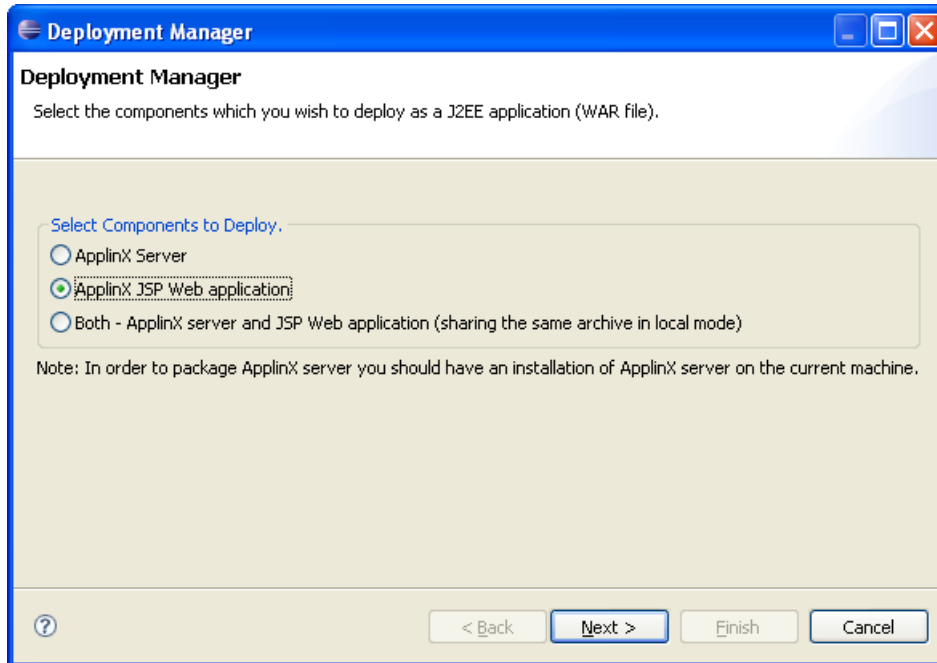 Deployment Manager
Deployment Manager
Select the components which you wish to deploy as a J2EE application (WAR file).
Select Components to Deploy.
ApplinX Server
ApplinX JSP Web application
Both - ApplinX server and JSP Web application (sharing the same archive in local mode)
Note: In order to package ApplinX server you should have an installation of ApplinX server on the current machine.
? < Back Next > Finish Cancel